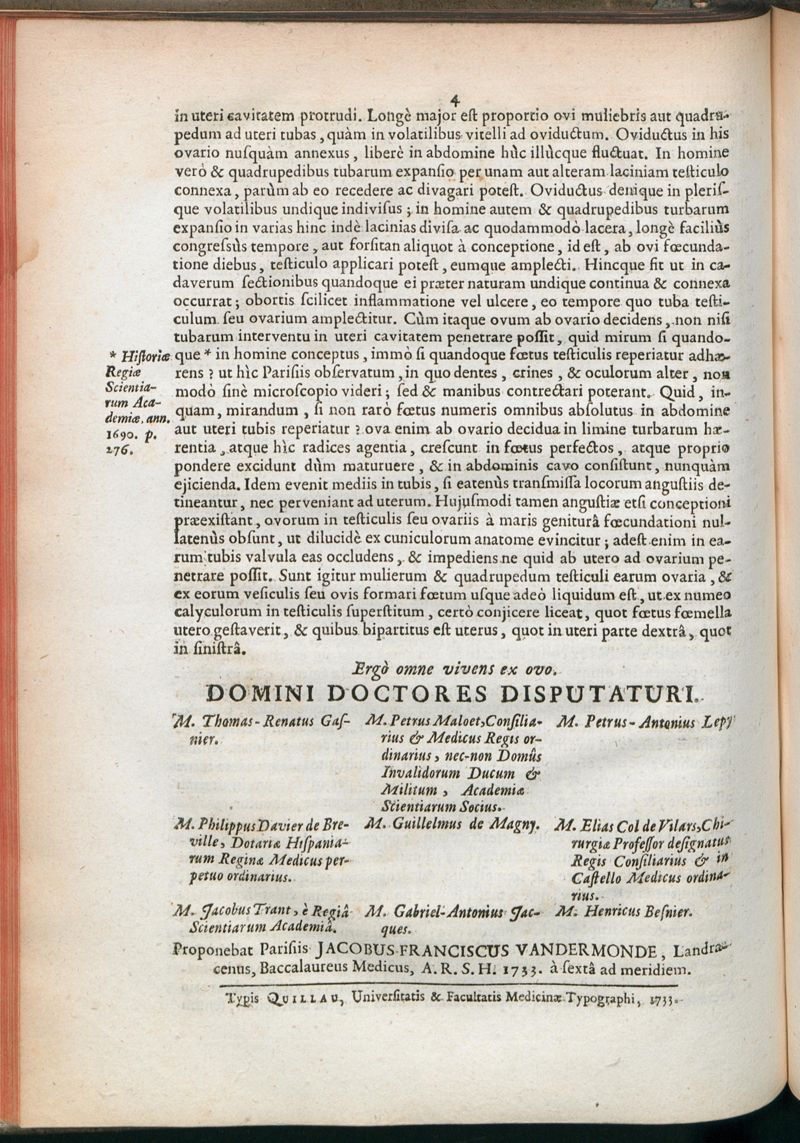 4
in uteri cavitatem protrudi. Longè major eſt proportio ovi muliebris aut quadru-
pedum ad uteri tubas, quàm in volatilibus vitelli ad oviductum. Oviductus in his
ovario nuſquàm annexus, liberè in abdomine hùc illùcque fluctuat. In homine
verò & quadrupedibus tubarum expanſio per unam aut alteram laciniam teſticulo
connexa, parùm ab eo recedere ac divagari poteſt. Oviductus denique in pleriſ-
que volatilibus undique indiviſus; in homine autem & quadrupedibus turbarum
expanſio in varias hinc indè lacinias diviſa ac quodammodò lacera, longè faciliùs
congreſsûs tempore, aut forſitan aliquot à conceptione, id eſt, ab ovi fœcunda-
tione diebus, teſticulo applicari poteſt, eumque amplecti. Hincque fit ut in ca-
daverum ſectionibus quandoque ei præter naturam undique continua & connexa
occurrat; obortis ſcilicet inflammatione vel ulcere, eo tempore quo tuba teſti-
culum ſeu ovarium amplectitur. Cùm itaque ovum ab ovario decidens, non niſi
tubarum interventu in uteri cavitatem penetrare poſſit, quid mirum ſi quando-
que * in homine conceptus, immò ſi quandoque fœtus teſticulis reperiatur adhæ-
rens? ut hìc Pariſiis obſervatum, in quo dentes, crines, & oculorum alter, non
modò ſinè microſcopio videri; ſed & manibus contrectari poterant. Quid, in-
quam, mirandum, ſi non rarò fœtus numeris omnibus abſolutus in abdomine
aut uteri tubis reperiatur? ova enim ab ovario decidua in limine turbarum hæ-
rentia, atque hìc radices agentia, creſcunt in fœtus perfectos, atque proprio
pondere excidunt dùm maturuere, & in abdominis cavo conſiſtunt, nunquàm
ejicienda. Idem evenit mediis in tubis, ſi eatenùs tranſmiſſa locorum anguſtiis de-
tineantur, nec perveniant ad uterum. Hujuſmodi tamen anguſtiæ etſi conceptioni
præexiſtant, ovorum in teſticulis ſeu ovariis à maris geniturâ fœcundationi nul-
latenùs obſunt, ut dilucidè ex cuniculorum anatome evincitur; adeſt enim in ea-
rum tubis valvula eas occludens, & impediens ne quid ab utero ad ovarium pe-
netrare poſſit. Sunt igitur mulierum & quadrupedum teſticuli earum ovaria, &
ex eorum veſiculis ſeu ovis formari fœtum uſque adeò liquidum eſt, ut ex numeo
calyculorum in teſticulis ſuperſtitum, certò conjicere liceat, quot fœtus fœmella
utero geſtaverit, & quibus bipartitus eſt uterus, quot in uteri parte dextrâ, quot
in ſiniſtrâ.
* Hiſtoriæ
Regiæ
Scientia-
rum Aca-
demiæ. ann.
1690. p.
276.
Ergò omne vivens ex ovo.
DOMINI DOCTORES DISPUTATURI.
M. Thomas-Renatus Gaſ-
nier.
M. Petrus Maloet, Conſilia-
rius & Medicus Regis or-
dinarius, nec-non Domûs
Invalidorum Ducum &
Militum, Academiæ
Scientiarum Socius.
M. Petrus-Antonius Lepy
M. Philippus Davier de Bre-
ville, Dotariæ Hiſpania-
rum Reginæ Medicus per-
petuo ordinarius.
M. Guillelmus de Magny.
M. Elias Col de Vilars, Chi-
rurgiæ Profeſſor deſignatus
Regis Conſiliarius & in
Caſtello Medicus ordina-
rius.
M. Jacobus Trant, è Regiâ
Scientiarum Academiâ.
M. Gabriel-Antonius Jac-
ques.
M. Henricus Beſnier.
Proponebat Pariſiis JACOBUS FRANCISCUS VANDERMONDE, Landra-
cenus, Baccalaureus Medicus, A. R. S. H. 1733. à ſextâ ad meridiem.
Typis QUILLAU, Univerſitatis & Facultatis Medicinæ Typographi, 1733.